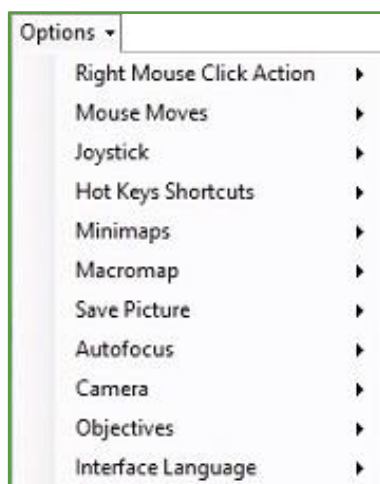 Options
Right Mouse Click Action
Mouse Moves
Joystick
Hot Keys Shortcuts
Minimaps
Macromap
Save Picture
Autofocus
Camera
Objectives
Interface Language